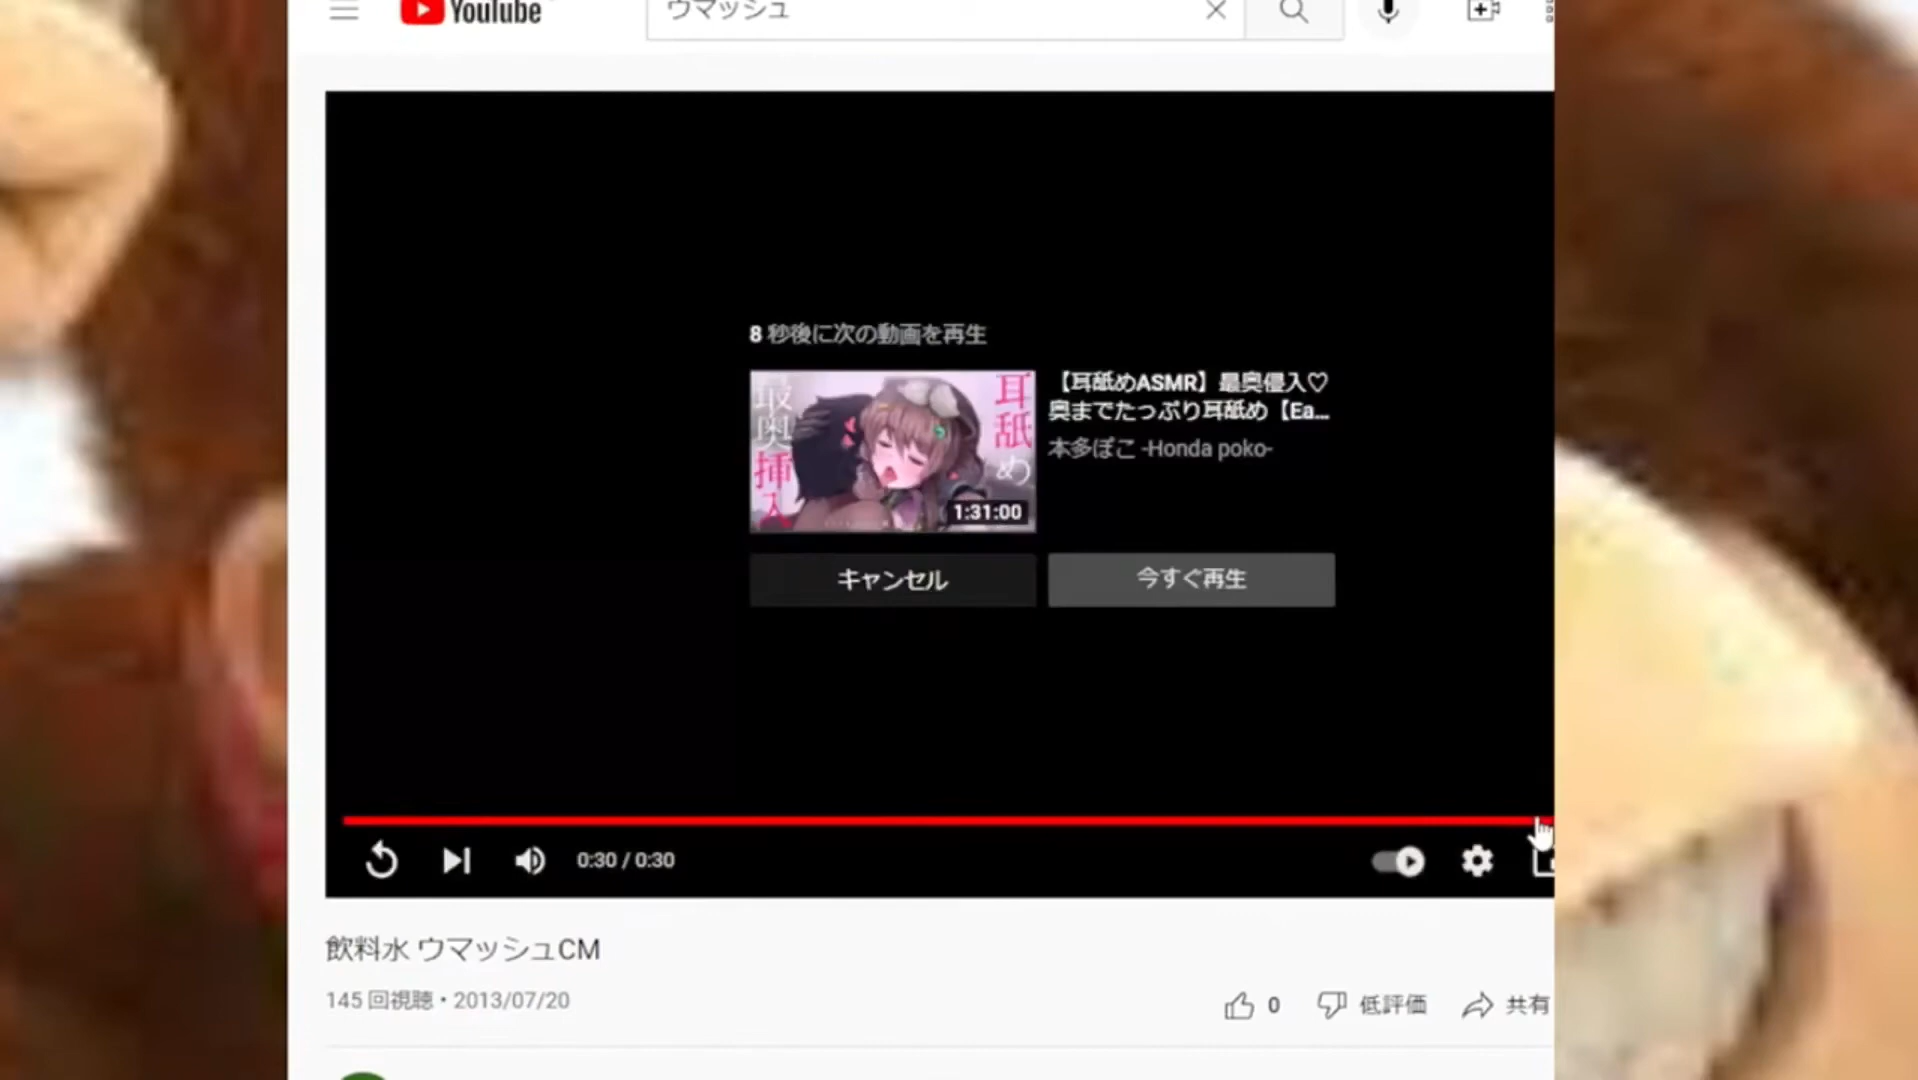 YouTube
ウマッシュ
8 秒後に次の動画を再生
最奥挿入
耳舐め
1:31:00
【耳舐めASMR】最奥侵入♡
奥までたっぷり耳舐め【Ea...
本多ぽこ -Honda poko-
キャンセル
今すぐ再生
0:30 / 0:30
飲料水 ウマッシュCM
145 回視聴・2013/07/20
0
低評価
共有